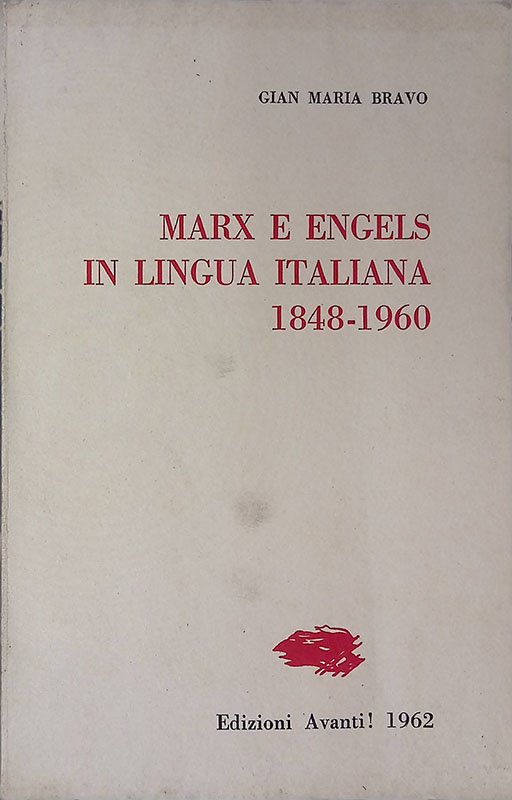 GIAN MARIA BRAVO
MARX E ENGELS
IN LINGUA ITALIANA
1848-1960
Edizioni Avanti! 1962